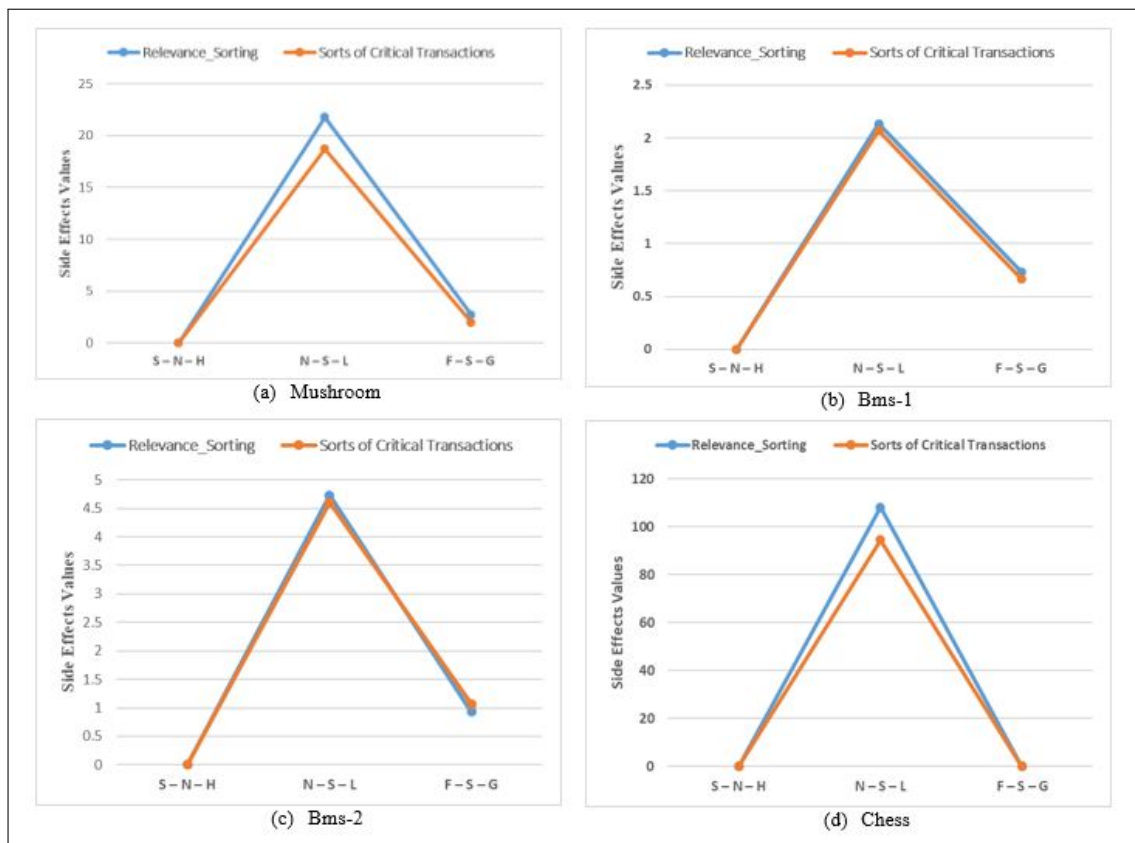 Relevance_Sorting Sorts of Critical Transactions
25
20
15
10
5
0
Side Effects Values
S – N – H N – S – L F – S – G
(a) Mushroom
Relevance_Sorting Sorts of Critical Transactions
2.5
2
1.5
1
0.5
0
Side Effects Values
S – N – H N – S – L F – S – G
(b) Bms-1
Relevance_Sorting Sorts of Critical Transactions
5
4.5
4
3.5
3
2.5
2
1.5
1
0.5
0
Side Effects Values
S – N – H N – S – L F – S – G
(c) Bms-2
Relevance_Sorting Sorts of Critical Transactions
120
100
80
60
40
20
0
Side Effects Values
S – N – H N – S – L F – S – G
(d) Chess